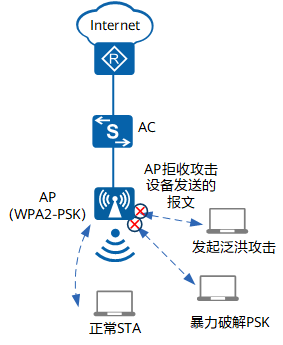 Internet
R
S
AC
AP拒收攻击
设备发送的
报文
AP
(WPA2-PSK)
发起泛洪攻击
暴力破解PSK
正常STA